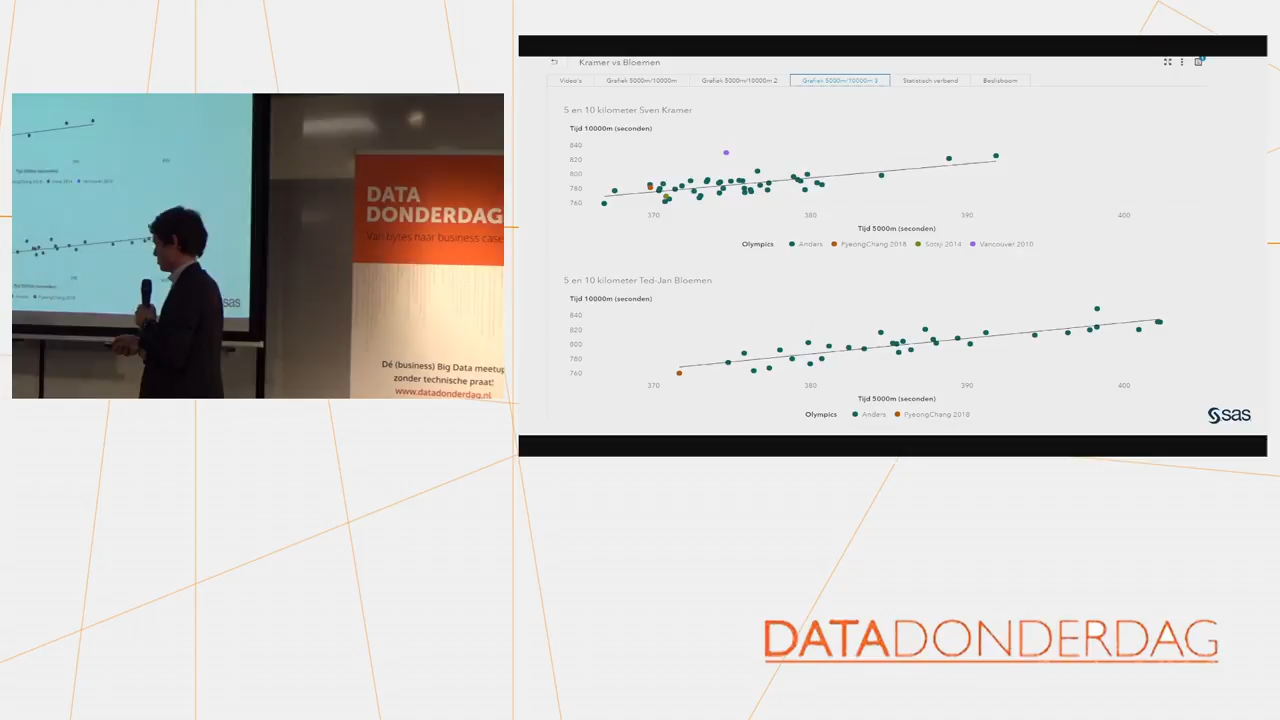 DATA
DONDERDAG
Van bytes naar business case
Dé (business) Big Data meetup
zonder technische praat!
www.datadonderdag.nl
sas
Kramer vs Bloemen
Video's
Grafiek 5000m/10000m
Grafiek 5000m/10000m 2
Grafiek 5000m/10000m 3
Statistisch verband
Beslisboom
5 en 10 kilometer Sven Kramer
Tijd 10000m (seconden)
840
820
800
780
760
370 380 390 400
Tijd 5000m (seconden)
Olympics Anders PyeongChang 2018 Sotsji 2014 Vancouver 2010
5 en 10 kilometer Ted-Jan Bloemen
Tijd 10000m (seconden)
840
820
800
780
760
370 380 390 400
Tijd 5000m (seconden)
Olympics Anders PyeongChang 2018
sas
DATADONDERDAG